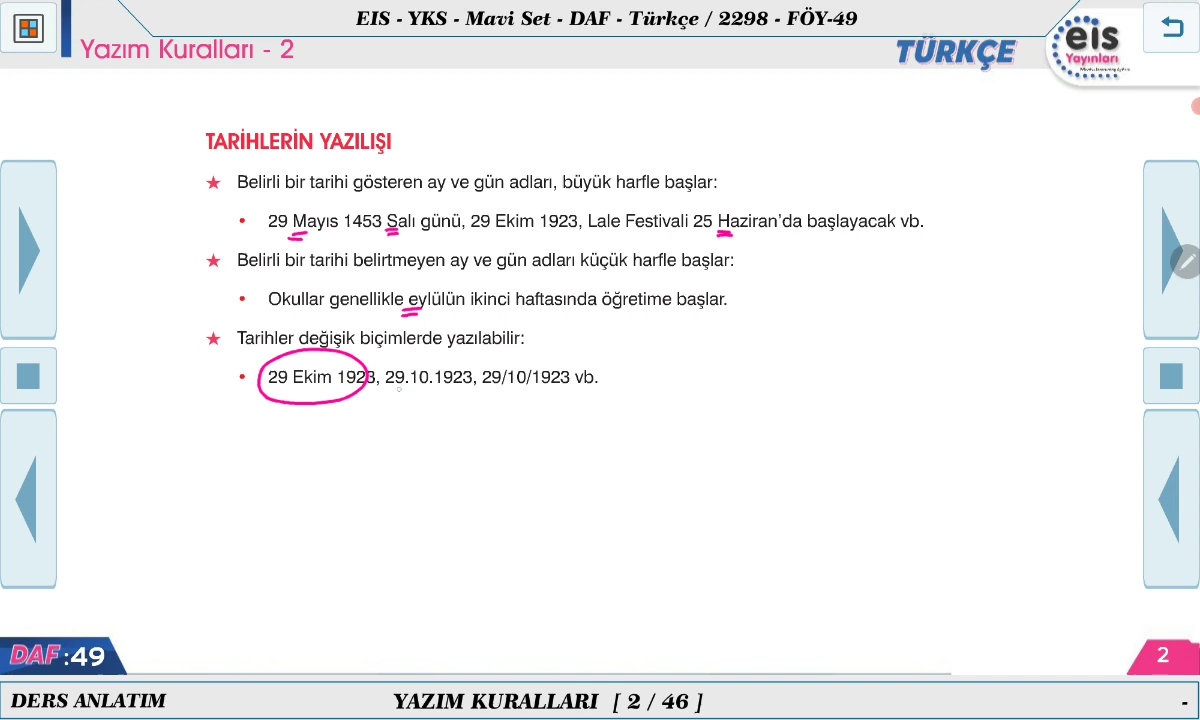 EIS - YKS - Mavi Set - DAF - Türkçe / 2298 - FÖY-49
Yazım Kuralları - 2
TÜRKÇE
eis
Yayınları
TARİHLERİN YAZILIŞI
★ Belirli bir tarihi gösteren ay ve gün adları, büyük harfle başlar:
• 29 Mayıs 1453 Salı günü, 29 Ekim 1923, Lale Festivali 25 Haziran'da başlayacak vb.
★ Belirli bir tarihi belirtmeyen ay ve gün adları küçük harfle başlar:
• Okullar genellikle eylülün ikinci haftasında öğretime başlar.
★ Tarihler değişik biçimlerde yazılabilir:
• 29 Ekim 1923, 29.10.1923, 29/10/1923 vb.
DAF :49
2
DERS ANLATIM
YAZIM KURALLARI [ 2 / 46 ]
-